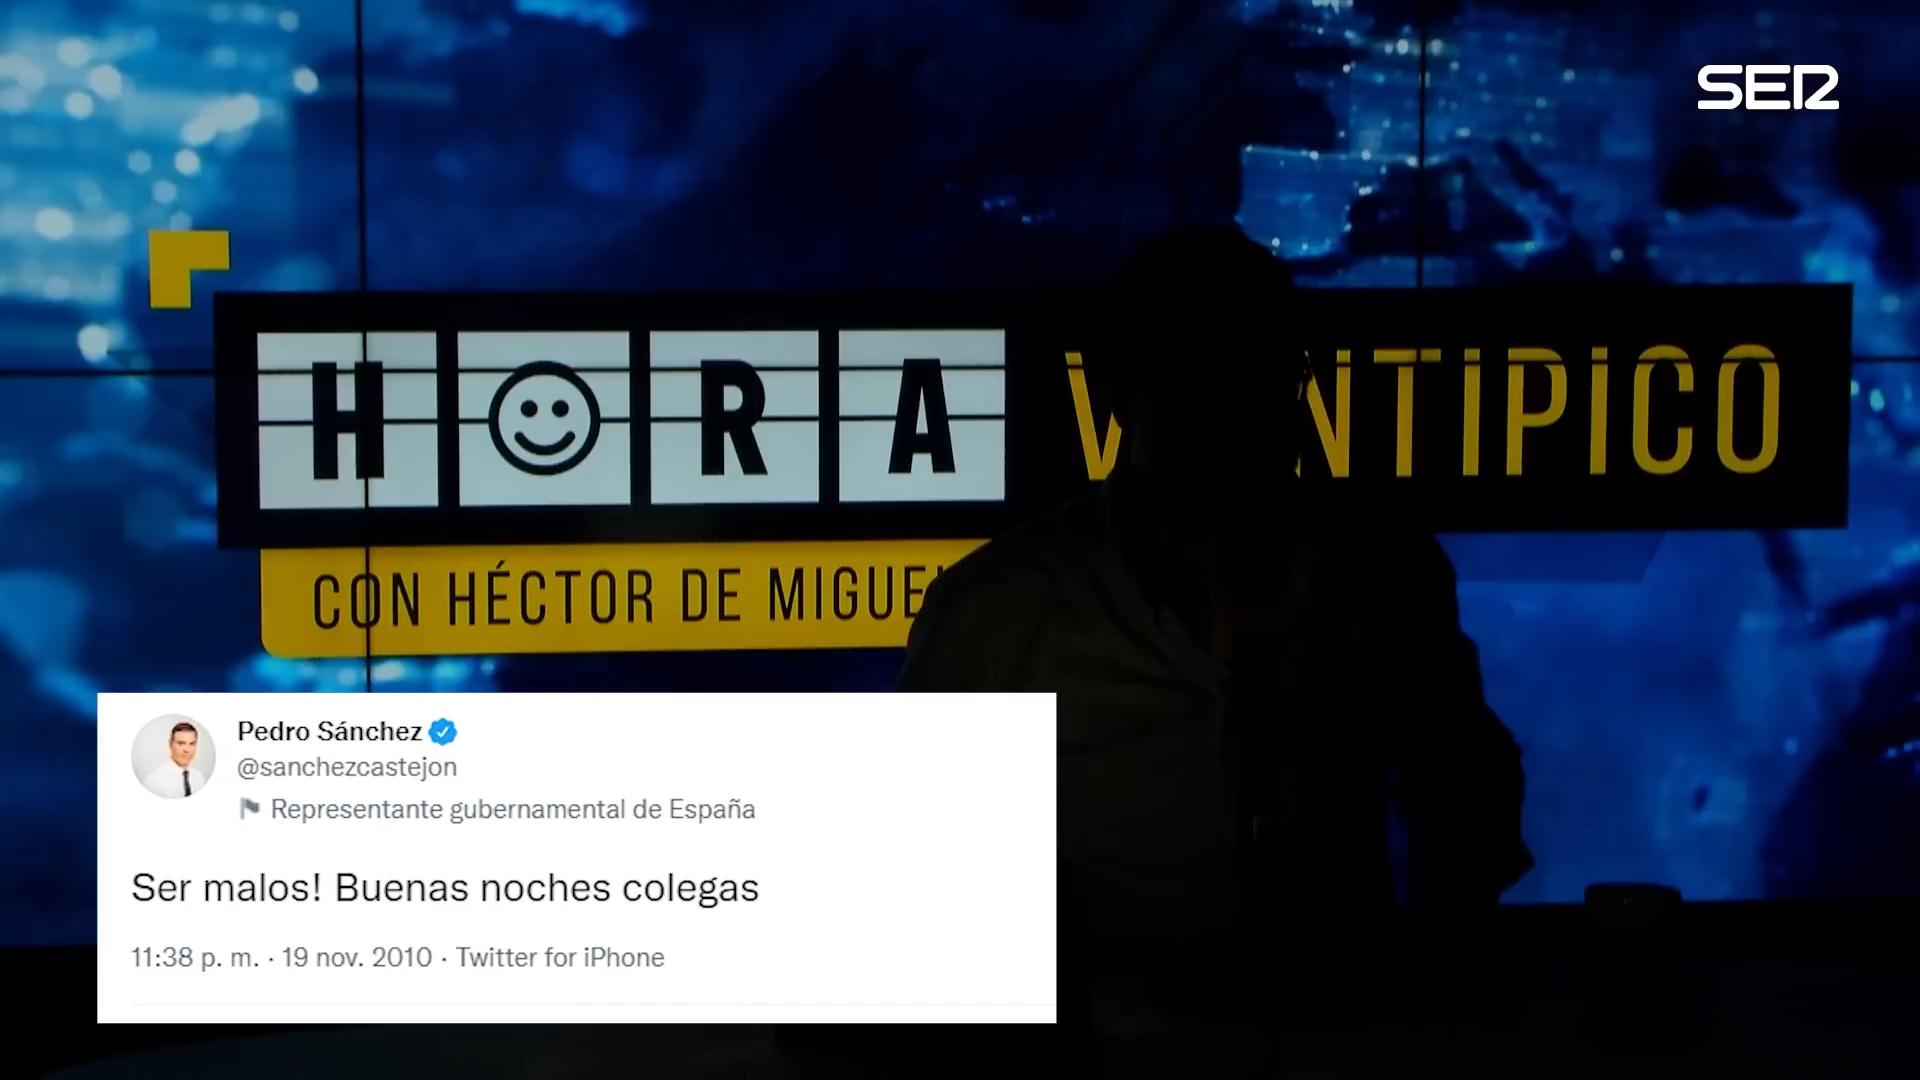 SER
HORA V NTIPICO
CON HÉCTOR DE MIGUE
Pedro Sánchez
@sanchezcastejon
Representante gubernamental de España
Ser malos! Buenas noches colegas
11:38 p. m. · 19 nov. 2010 · Twitter for iPhone